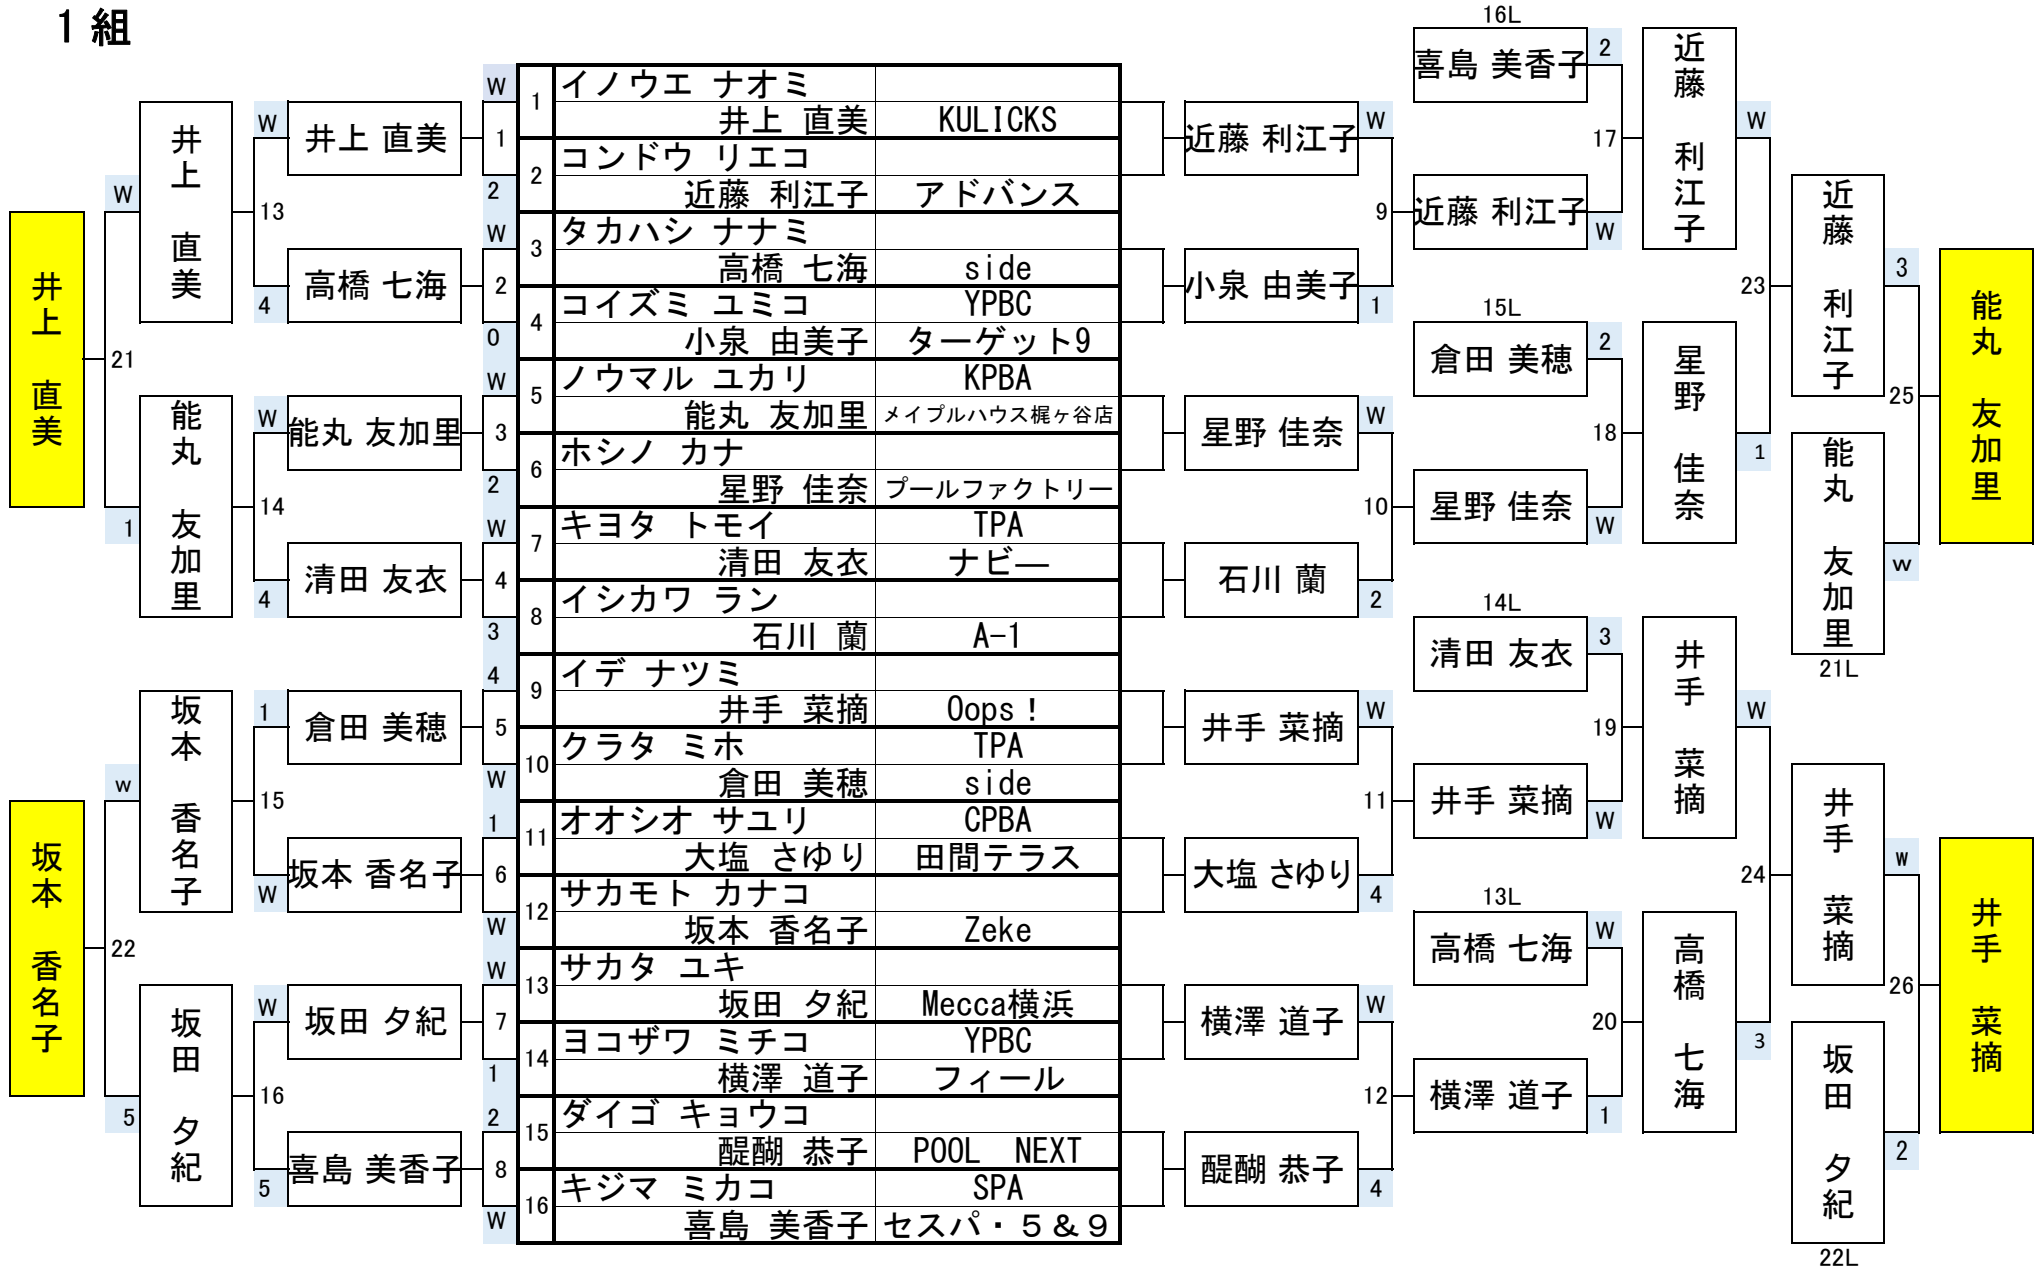 1組
井上 直美
坂本 香名子
21
22
W
1
w
5
井上 直美
能丸 友加里
坂本 香名子
坂田 夕紀
13
14
15
16
W
4
W
4
1
W
W
5
井上 直美
高橋 七海
能丸 友加里
清田 友衣
倉田 美穂
坂本 香名子
坂田 夕紀
喜島 美香子
W
1
2
W
2
0
W
3
2
W
4
3
4
5
W
1
6
W
W
7
1
2
8
W
1 イノウエ ナオミ
井上 直美 KULICKS
2 コンドウ リエコ
近藤 利江子 アドバンス
3 タカハシ ナナミ
高橋 七海 side
4 コイズミ ユミコ YPBC
小泉 由美子 ターゲット9
5 ノウマル ユカリ KPBA
能丸 友加里 メイプルハウス梶ヶ谷店
6 ホシノ カナ
星野 佳奈 プールファクトリー
7 キヨタ トモイ TPA
清田 友衣 ナビ―
8 イシカワ ラン
石川 蘭 A-1
9 イデ ナツミ
井手 菜摘 Oops！
10 クラタ ミホ TPA
倉田 美穂 side
11 オオシオ サユリ CPBA
大塩 さゆり 田間テラス
12 サカモト カナコ
坂本 香名子 Zeke
13 サカタ ユキ
坂田 夕紀 Mecca横浜
14 ヨコザワ ミチコ YPBC
横澤 道子 フィール
15 ダイゴ キョウコ
醍醐 恭子 POOL　NEXT
16 キジマ ミカコ SPA
喜島 美香子 セスパ・５＆９
近藤 利江子
小泉 由美子
星野 佳奈
石川 蘭
井手 菜摘
大塩 さゆり
横澤 道子
醍醐 恭子
W
9
1
W
10
2
W
11
4
W
12
4
16L
喜島 美香子
近藤 利江子
15L
倉田 美穂
星野 佳奈
14L
清田 友衣
井手 菜摘
13L
高橋 七海
横澤 道子
2
17
W
2
18
W
3
19
W
W
20
1
近藤 利江子
星野 佳奈
井手 菜摘
高橋 七海
W
23
1
W
24
3
近藤 利江子
能丸 友加里
21L
井手 菜摘
坂田 夕紀
22L
3
25
w
w
26
2
能丸 友加里
井手 菜摘